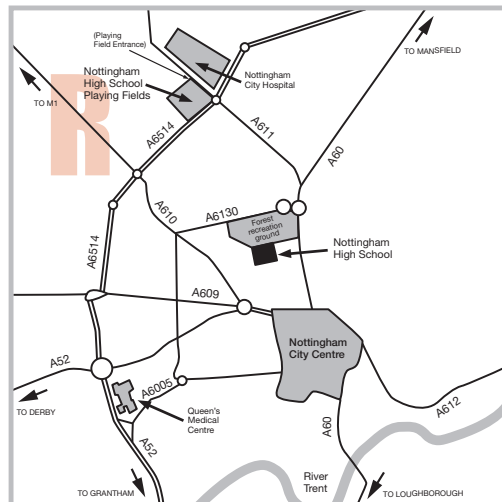 (Playing
Field Entrance)
TO MANSFIELD
Nottingham
High School
Playing Fields
Nottingham
City Hospital
TO M1
R
A6514
A611
A60
A610
A6130
Forest
recreation
ground
Nottingham
High School
A6514
A609
Nottingham
City Centre
A52
A6005
TO DERBY
Queen's
Medical
Centre
A60
A612
A52
River
Trent
TO GRANTHAM
TO LOUGHBOROUGH